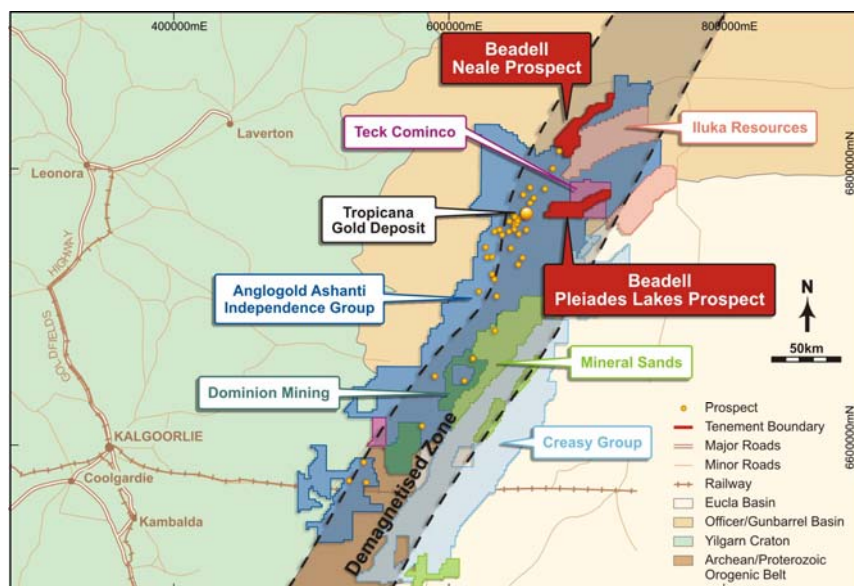 400000mE
600000mE
800000mE
Beadell
Neale Prospect
Laverton
Teck Cominco
Iluka Resources
Leonora
6800000mN
Tropicana
Gold Deposit
HIGHWAY
Anglogold Ashanti
Independence Group
Beadell
Pleiades Lakes Prospect
N
50km
GOLDFIELDS
Mineral Sands
Dominion Mining
Prospect
Tenement Boundary
KALGOORLIE
Creasy Group
Major Roads
6600000mN
Minor Roads
Coolgardie
Railway
Demagnetised Zone
Eucla Basin
Kambalda
Officer/Gunbarrel Basin
Yilgarn Craton
Archean/Proterozoic
Orogenic Belt
400000mE
600000mE
800000mE